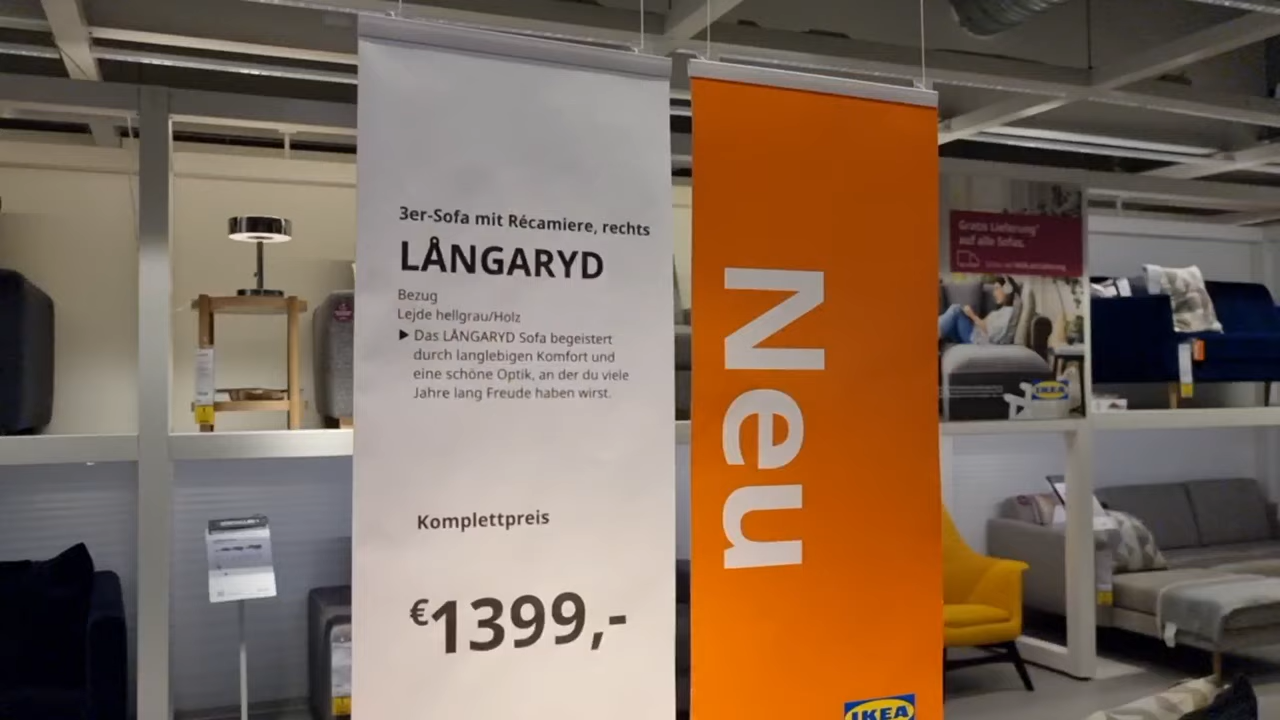 3er-Sofa mit Récamiere, rechts
LÅNGARYD
Bezug
Lejde hellgrau/Holz
▶ Das LÅNGARYD Sofa begeistert
durch langlebigen Komfort und
eine schöne Optik, an der du viele
Jahre lang Freude haben wirst.
Komplettpreis
€1399,-
Neu
IKEA
Gratis Lieferung*
auf alle Sofas.
IKEA